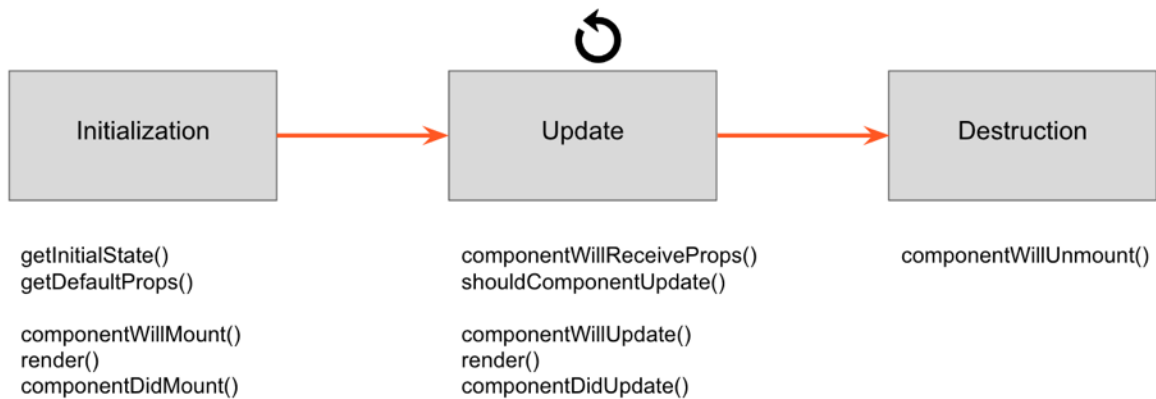 Initialization
Update
Destruction
getInitialState()
getDefaultProps()
componentWillMount()
render()
componentDidMount()
componentWillReceiveProps()
shouldComponentUpdate()
componentWillUpdate()
render()
componentDidUpdate()
componentWillUnmount()